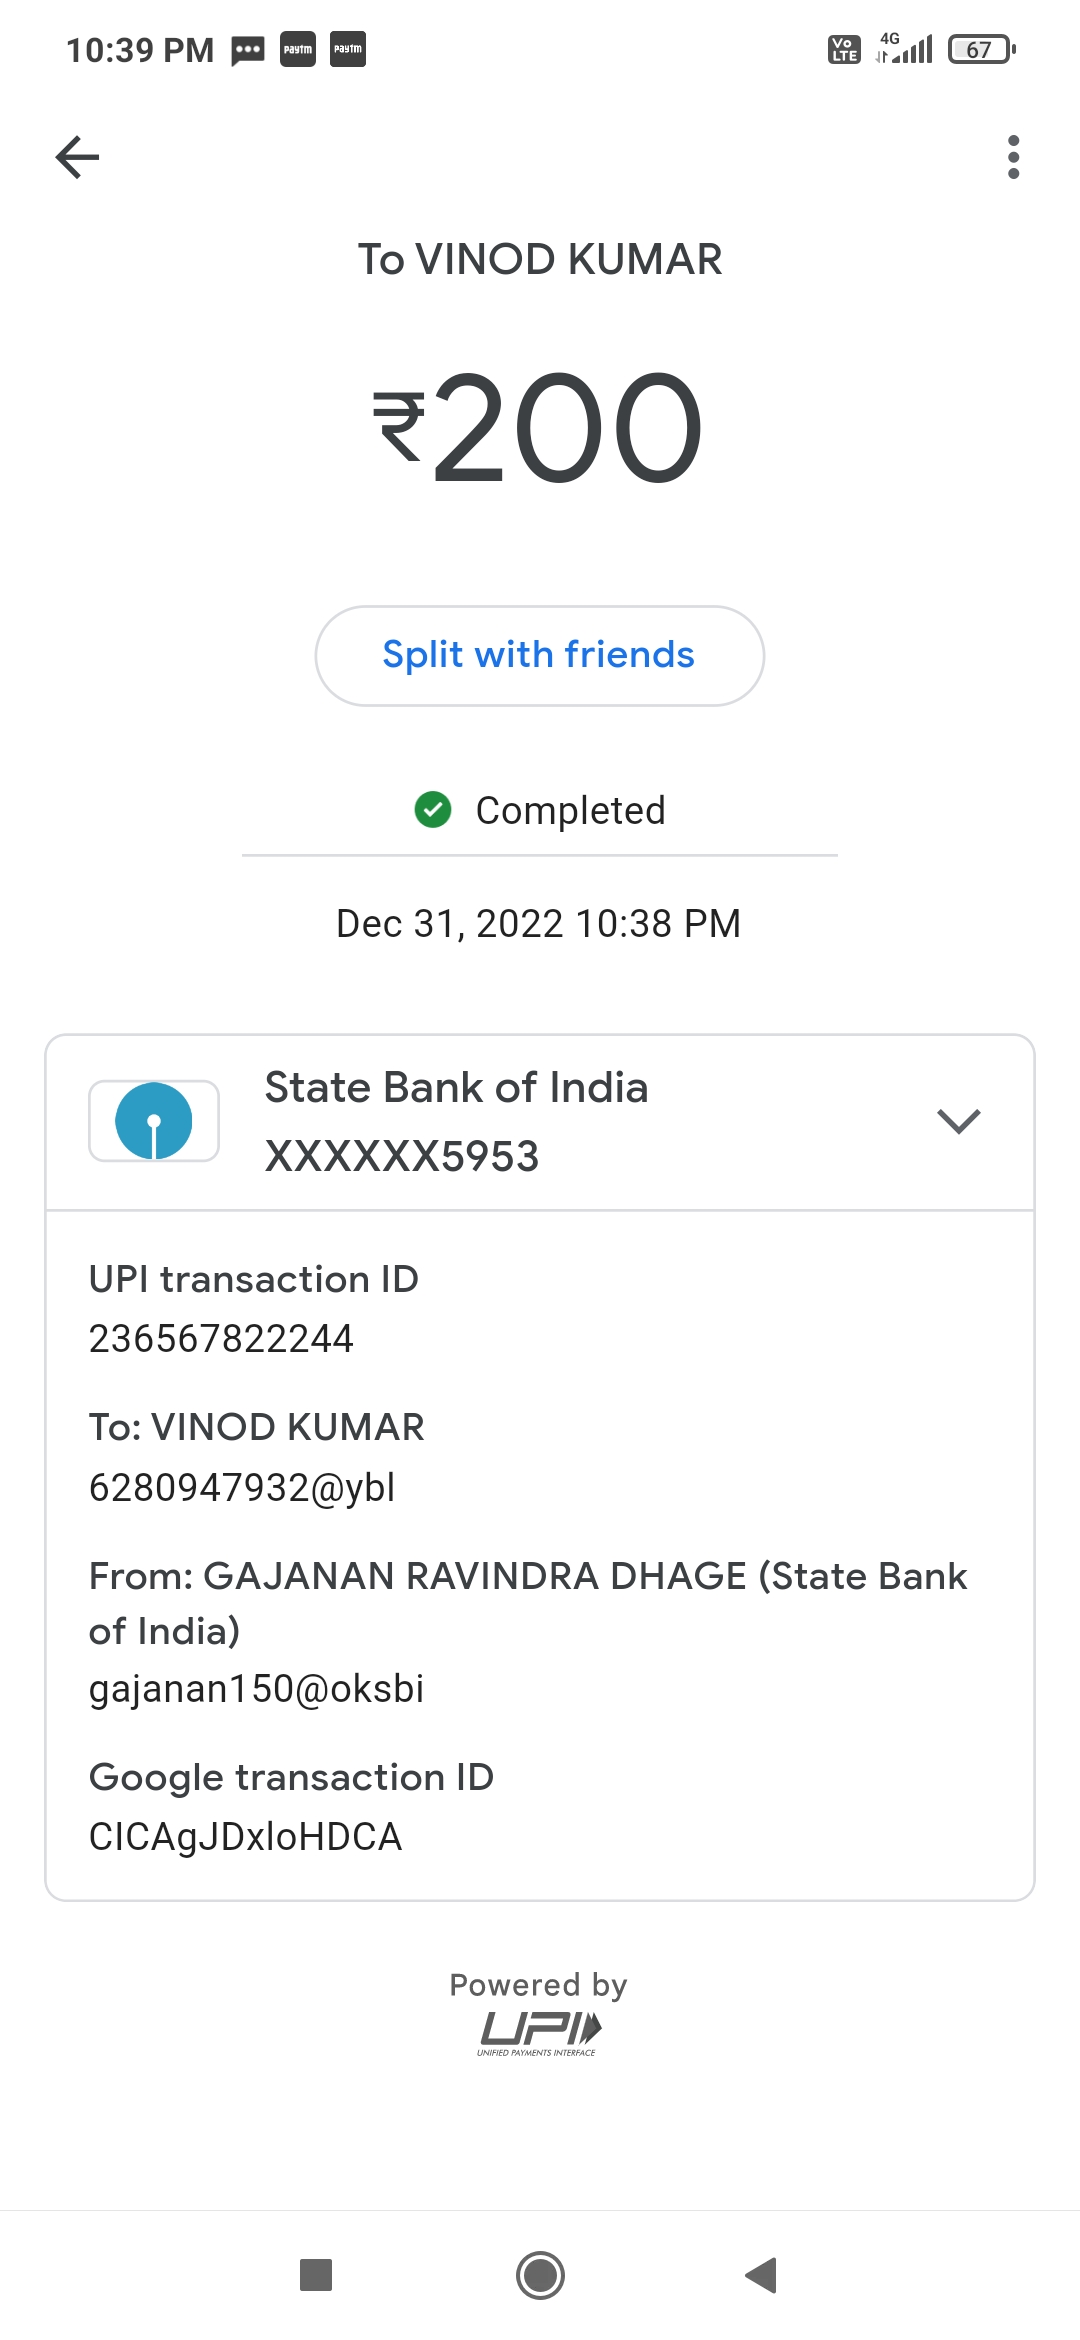 10:39 PM paytm paytm Vo LTE 4G 67
To VINOD KUMAR
₹200
Split with friends
Completed
Dec 31, 2022 10:38 PM
State Bank of India
XXXXXX5953
UPI transaction ID
236567822244
To: VINOD KUMAR
6280947932@ybl
From: GAJANAN RAVINDRA DHAGE (State Bank
of India)
gajanan150@oksbi
Google transaction ID
CICAgJDxloHDCA
Powered by
UPI
UNIFIED PAYMENTS INTERFACE